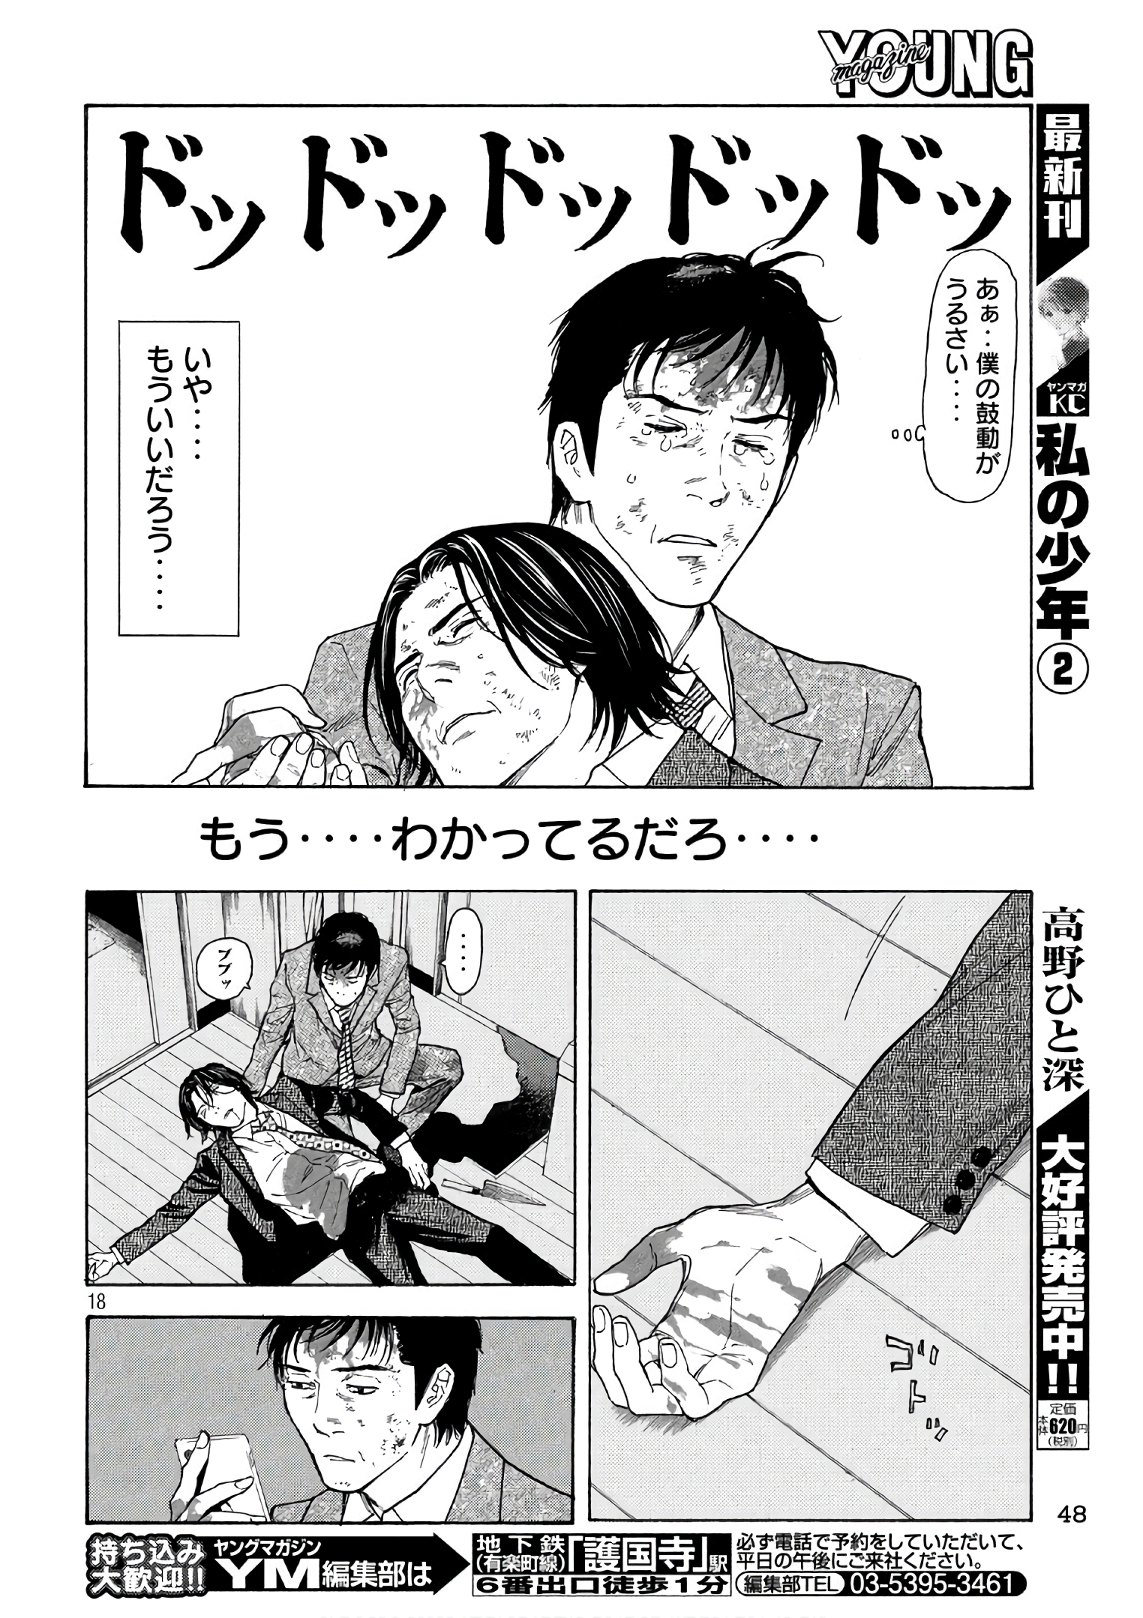 YOUNG
magazine
ドッドッドッドッドッ
あぁ‥僕の鼓動が
うるさい‥‥
いや‥‥
もういいだろう‥‥
もう‥‥わかってるだろ‥‥
ゴトッ
‥‥
ブブッ
18
最新刊
ヤンマガ
KC
私の少年②
高野ひと深
大好評発売中!!
定価
本体620円
(税別)
48
持ち込み
大歓迎!!
ヤングマガジン
YM編集部は
地下鉄
(有楽町線)
「護国寺」駅
6番出口徒歩1分
必ず電話で予約をしていただいて、
平日の午後にご来社ください。
編集部TEL 03-5395-3461